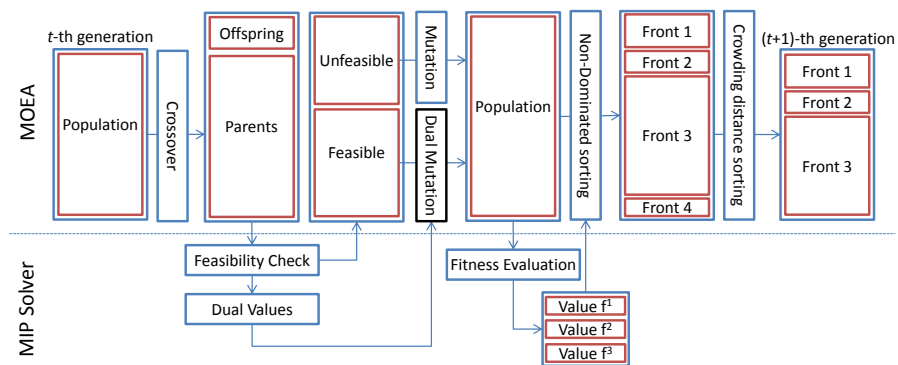 t-th generation
Population
Crossover
Offspring
Parents
Unfeasible
Feasible
Mutation
Dual Mutation
Population
Non-Dominated sorting
Front 1
Front 2
Front 3
Front 4
Crowding distance sorting
(t+1)-th generation
Front 1
Front 2
Front 3
MOEA
MIP Solver
Feasibility Check
Dual Values
Fitness Evaluation
Value f¹
Value f²
Value f³